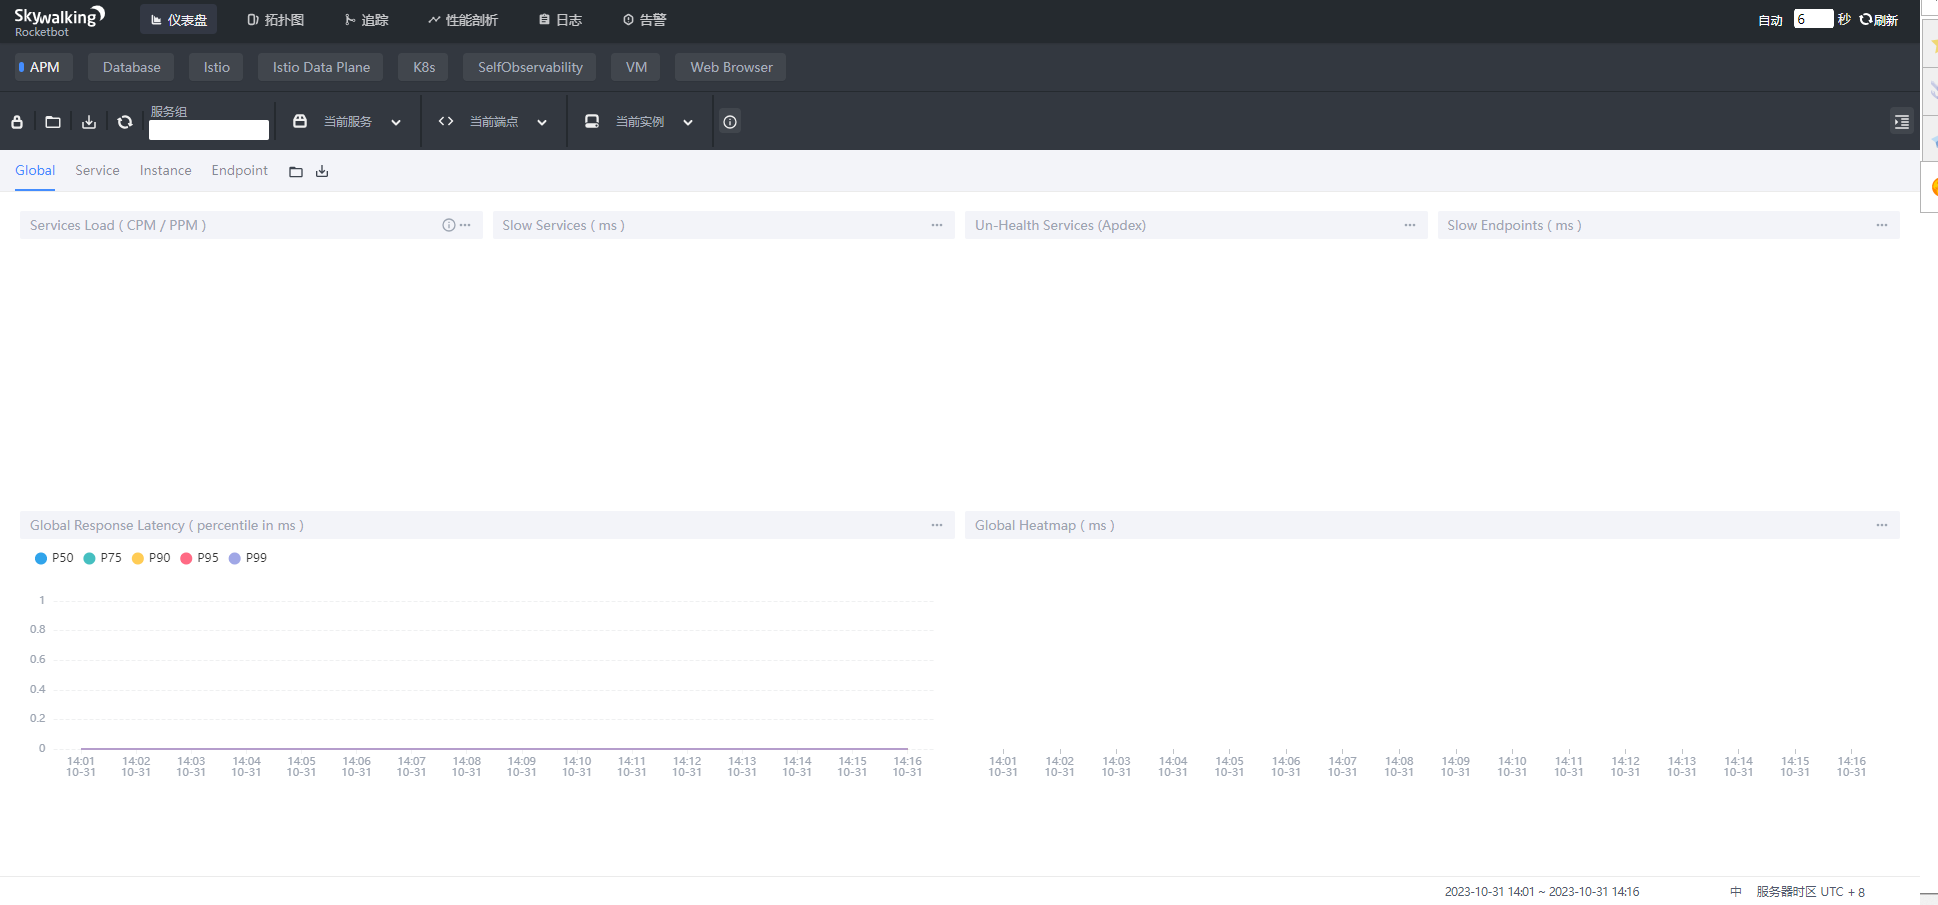 Skywalking
Rocketbot
仪表盘 拓扑图 追踪 性能剖析 日志 告警
自动 6 秒 刷新
APM Database Istio Istio Data Plane K8s SelfObservability VM Web Browser
服务组
当前服务 当前端点 当前实例
Global Service Instance Endpoint
Services Load ( CPM / PPM )
Slow Services ( ms )
Un-Health Services (Apdex)
Slow Endpoints ( ms )
Global Response Latency ( percentile in ms )
Global Heatmap ( ms )
P50 P75 P90 P95 P99
1
0.8
0.6
0.4
0.2
0
14:01 14:02 14:03 14:04 14:05 14:06 14:07 14:08 14:09 14:10 14:11 14:12 14:13 14:14 14:15 14:16
10-31 10-31 10-31 10-31 10-31 10-31 10-31 10-31 10-31 10-31 10-31 10-31 10-31 10-31 10-31 10-31
14:01 14:02 14:03 14:04 14:05 14:06 14:07 14:08 14:09 14:10 14:11 14:12 14:13 14:14 14:15 14:16
10-31 10-31 10-31 10-31 10-31 10-31 10-31 10-31 10-31 10-31 10-31 10-31 10-31 10-31 10-31 10-31
2023-10-31 14:01 ~ 2023-10-31 14:16
中 服务器时区 UTC + 8